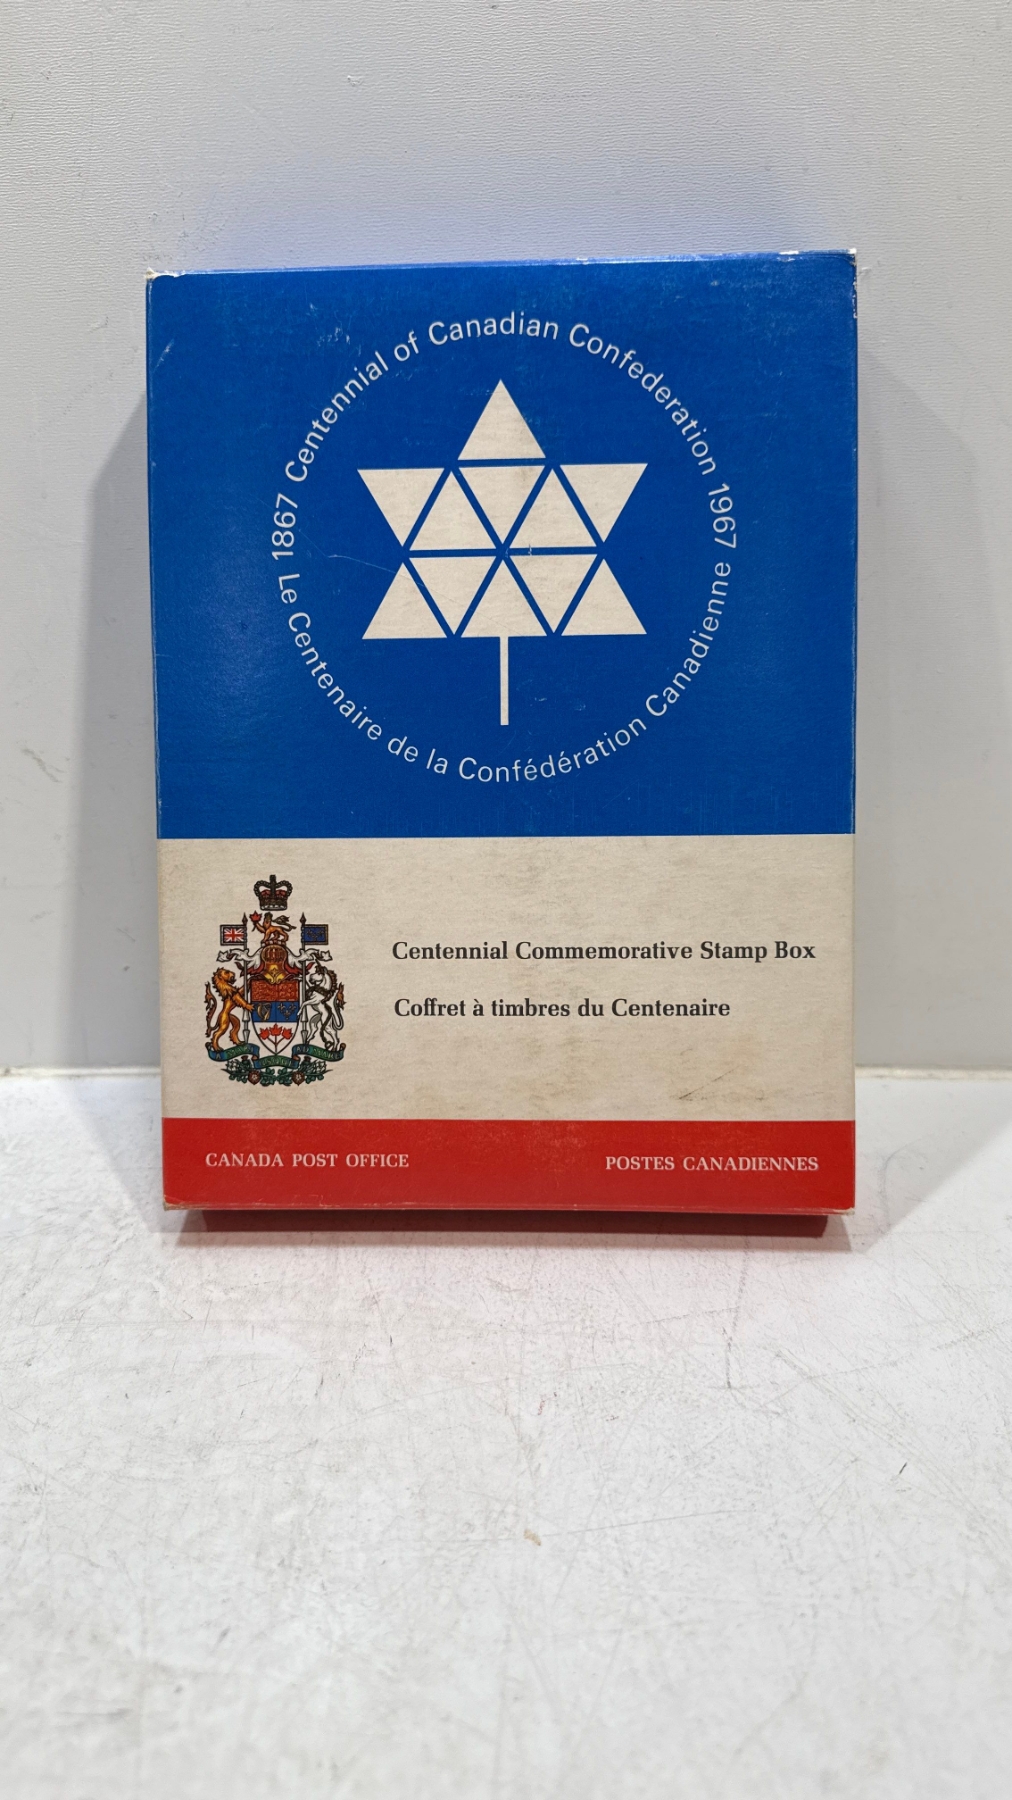 1867 Centennial of Canadian Confederation 1967
Le Centenaire de la Confédération Canadienne
Centennial Commemorative Stamp Box
Coffret à timbres du Centenaire
CANADA POST OFFICE
POSTES CANADIENNES